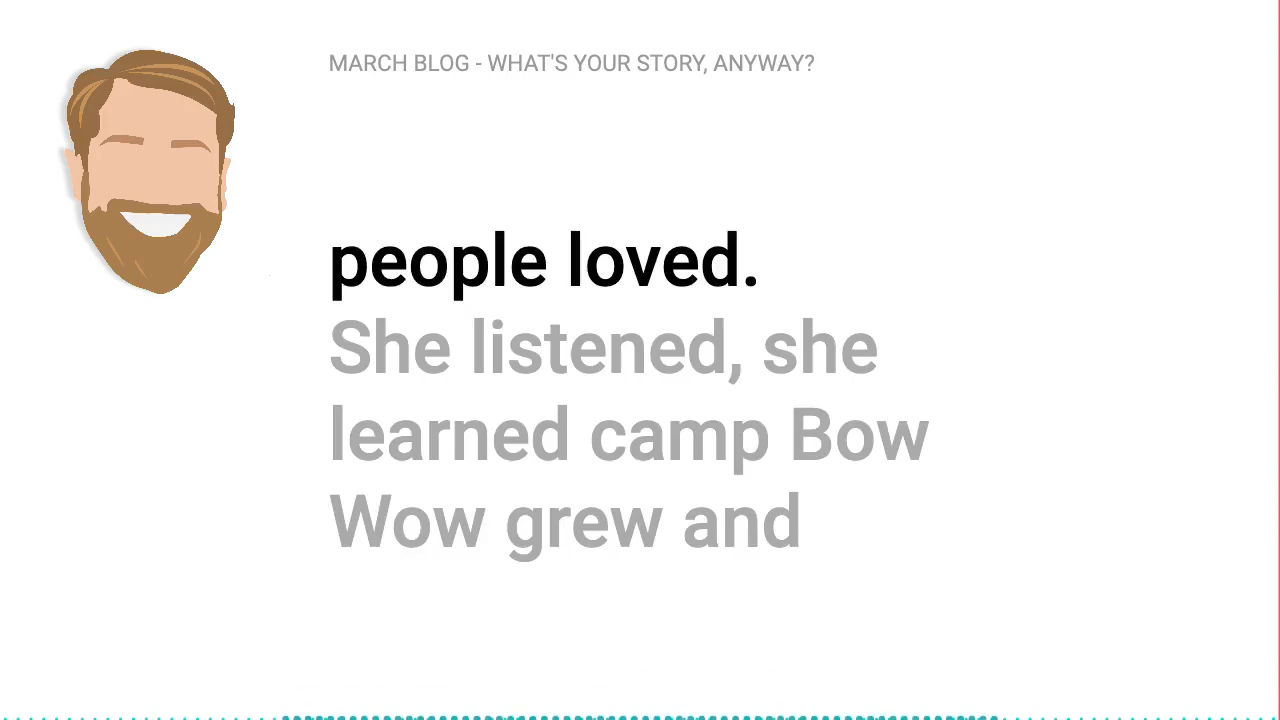 MARCH BLOG - WHAT'S YOUR STORY, ANYWAY?
people loved.
She listened, she
learned camp Bow
Wow grew and